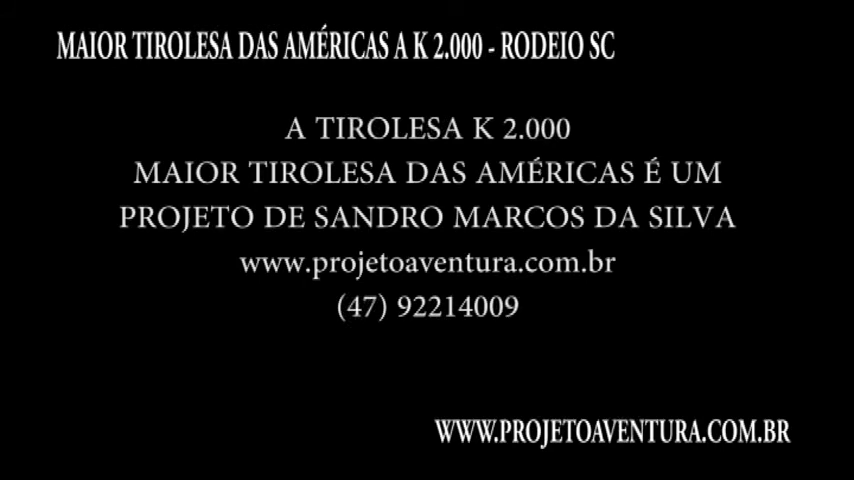 MAIOR TIROLESA DAS AMÉRICAS A K 2.000 - RODEIO SC
A TIROLESA K 2.000
MAIOR TIROLESA DAS AMÉRICAS É UM
PROJETO DE SANDRO MARCOS DA SILVA
www.projetoaventura.com.br
(47) 92214009
WWW.PROJETOAVENTURA.COM.BR